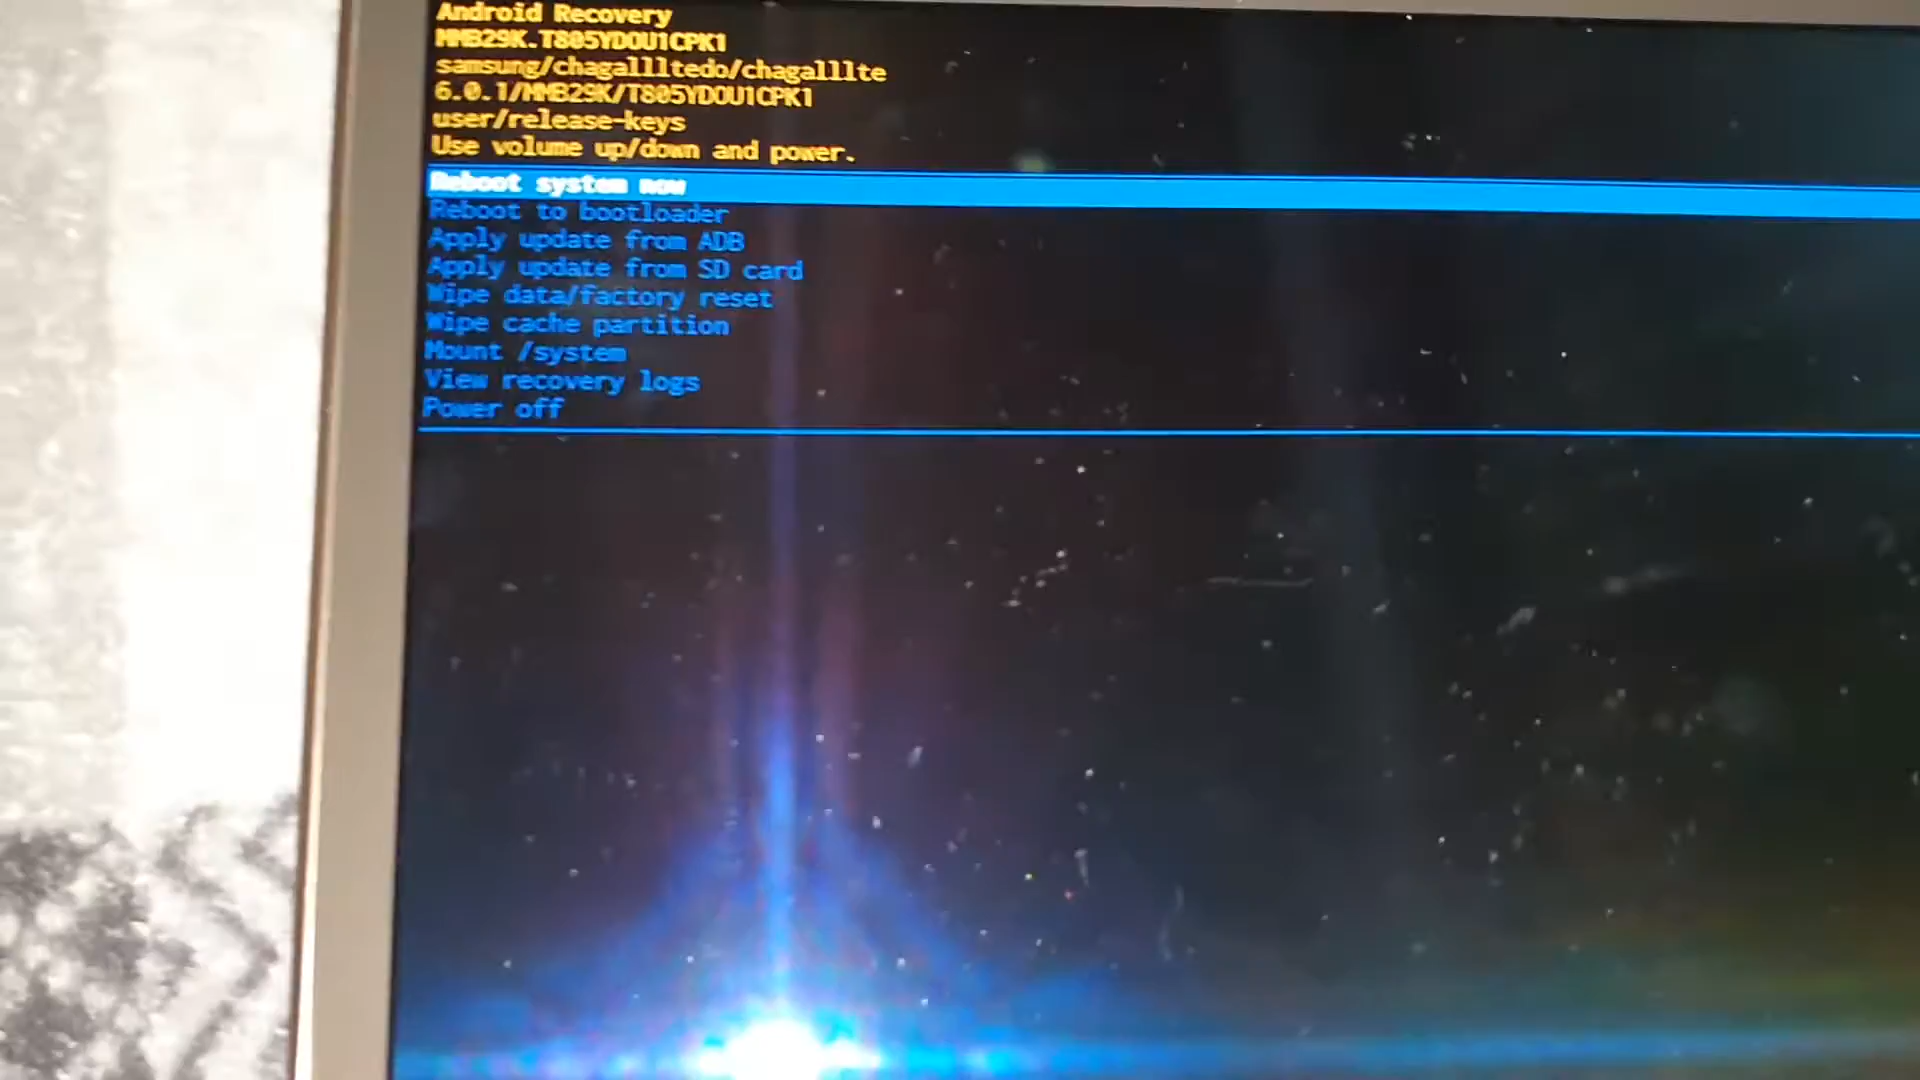 Android Recovery
MMB29K.T805YDOU1CPK1
samsung/chagallltedo/chagalllte
6.0.1/MMB29K/T805YDOU1CPK1
user/release-keys
Use volume up/down and power.
Reboot system now
Reboot to bootloader
Apply update from ADB
Apply update from SD card
Wipe data/factory reset
Wipe cache partition
Mount /system
View recovery logs
Power off